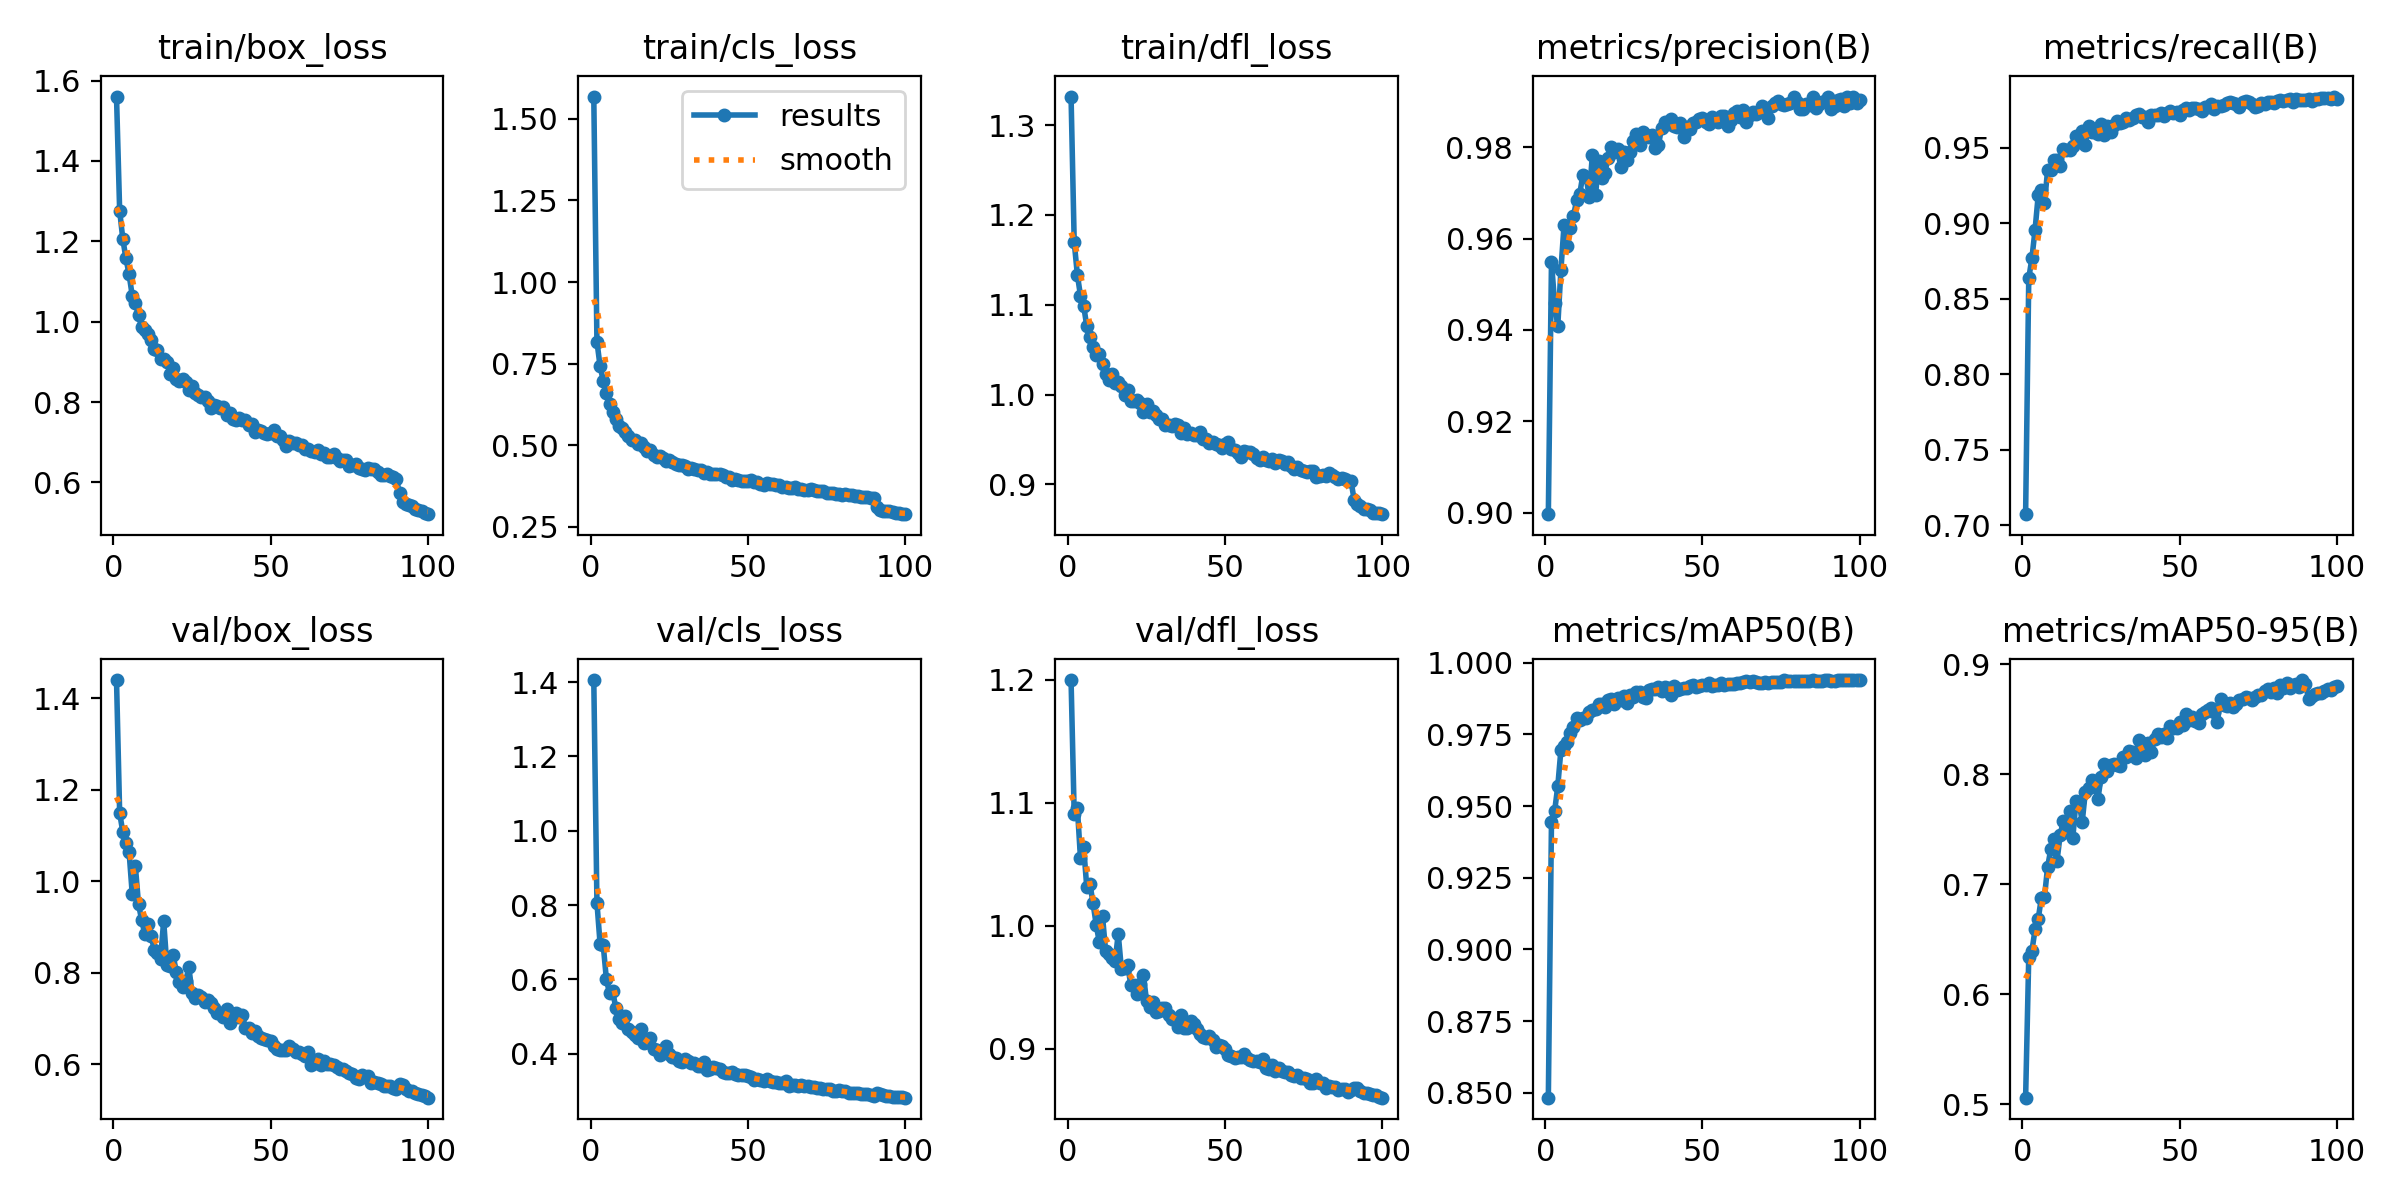 train/box_loss
1.6
1.4
1.2
1.0
0.8
0.6
0 50 100
train/cls_loss
results
smooth
1.50
1.25
1.00
0.75
0.50
0.25
0 50 100
train/dfl_loss
1.3
1.2
1.1
1.0
0.9
0 50 100
metrics/precision(B)
0.98
0.96
0.94
0.92
0.90
0 50 100
metrics/recall(B)
0.95
0.90
0.85
0.80
0.75
0.70
0 50 100
val/box_loss
1.4
1.2
1.0
0.8
0.6
0 50 100
val/cls_loss
1.4
1.2
1.0
0.8
0.6
0.4
0 50 100
val/dfl_loss
1.2
1.1
1.0
0.9
0 50 100
metrics/mAP50(B)
1.000
0.975
0.950
0.925
0.900
0.875
0.850
0 50 100
metrics/mAP50-95(B)
0.9
0.8
0.7
0.6
0.5
0 50 100